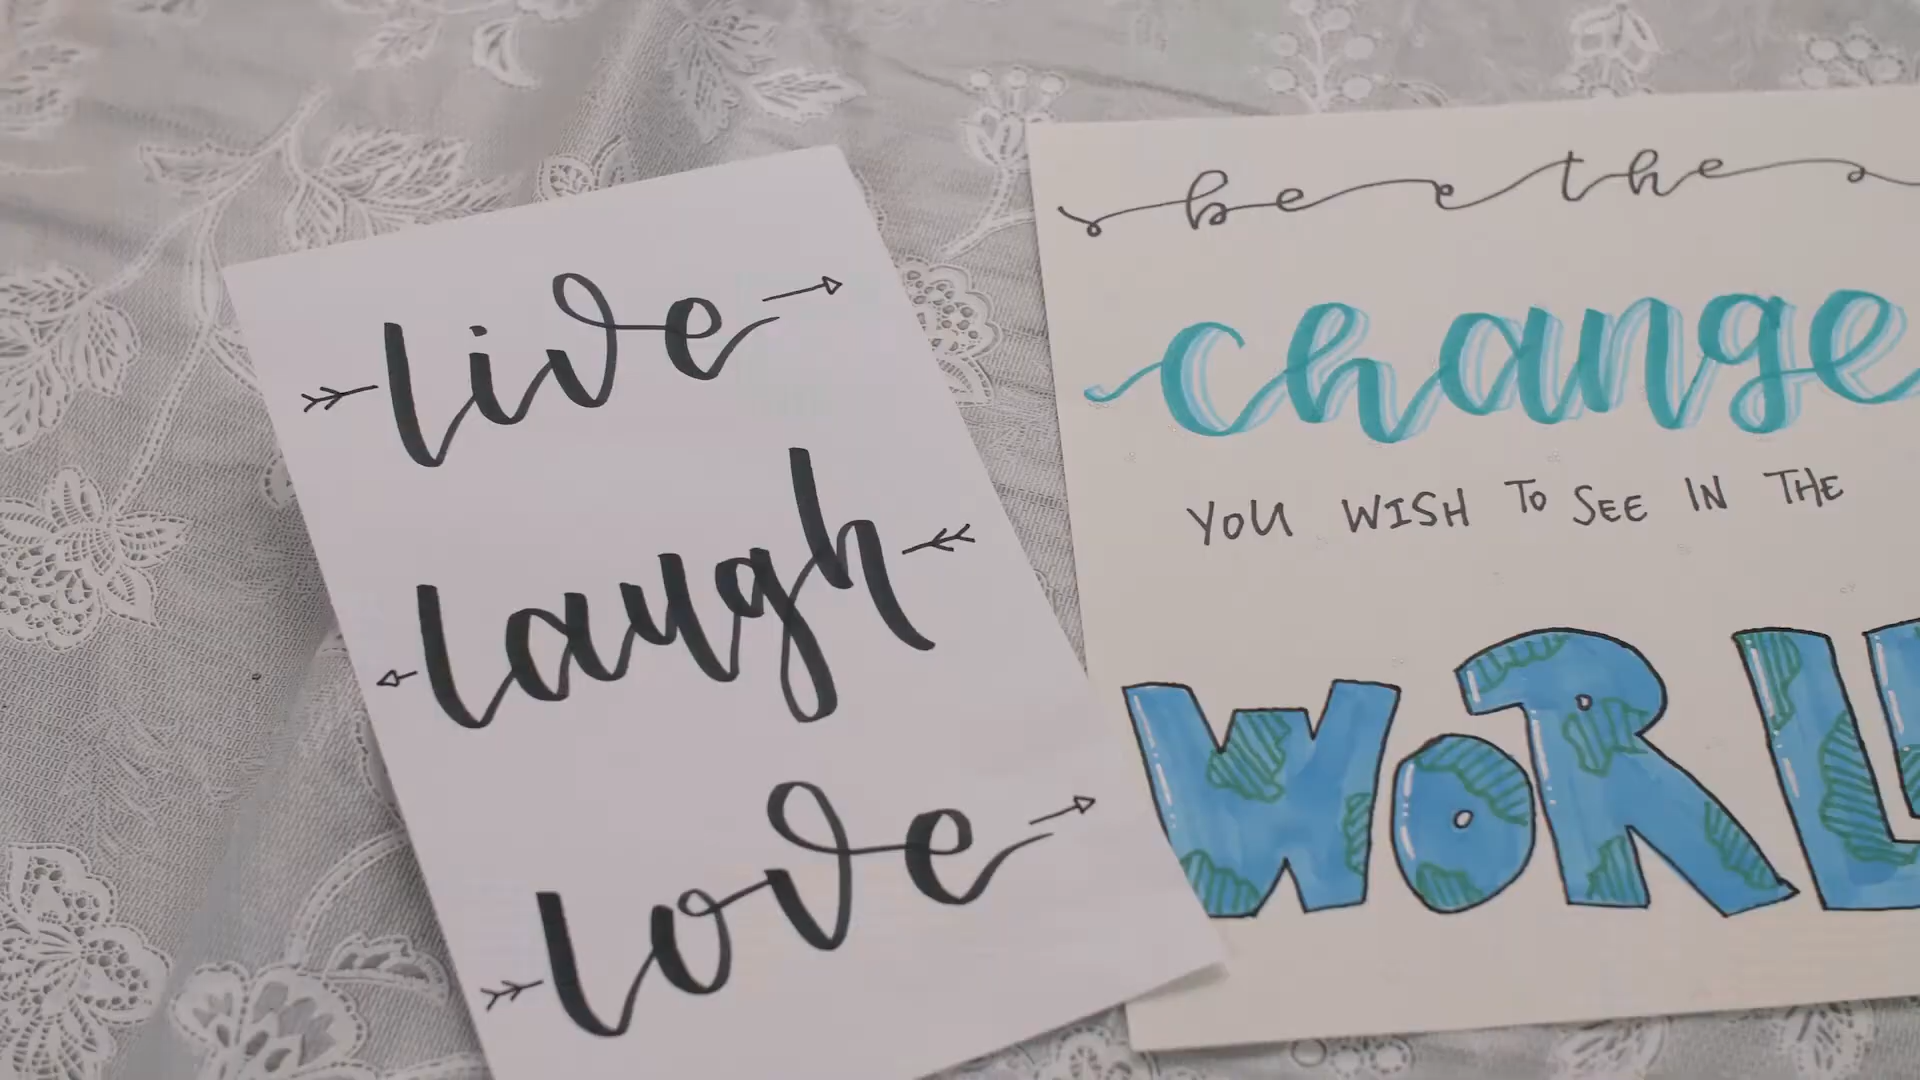 live
laugh
love
be the
change
YOU WISH TO SEE IN THE
WORL